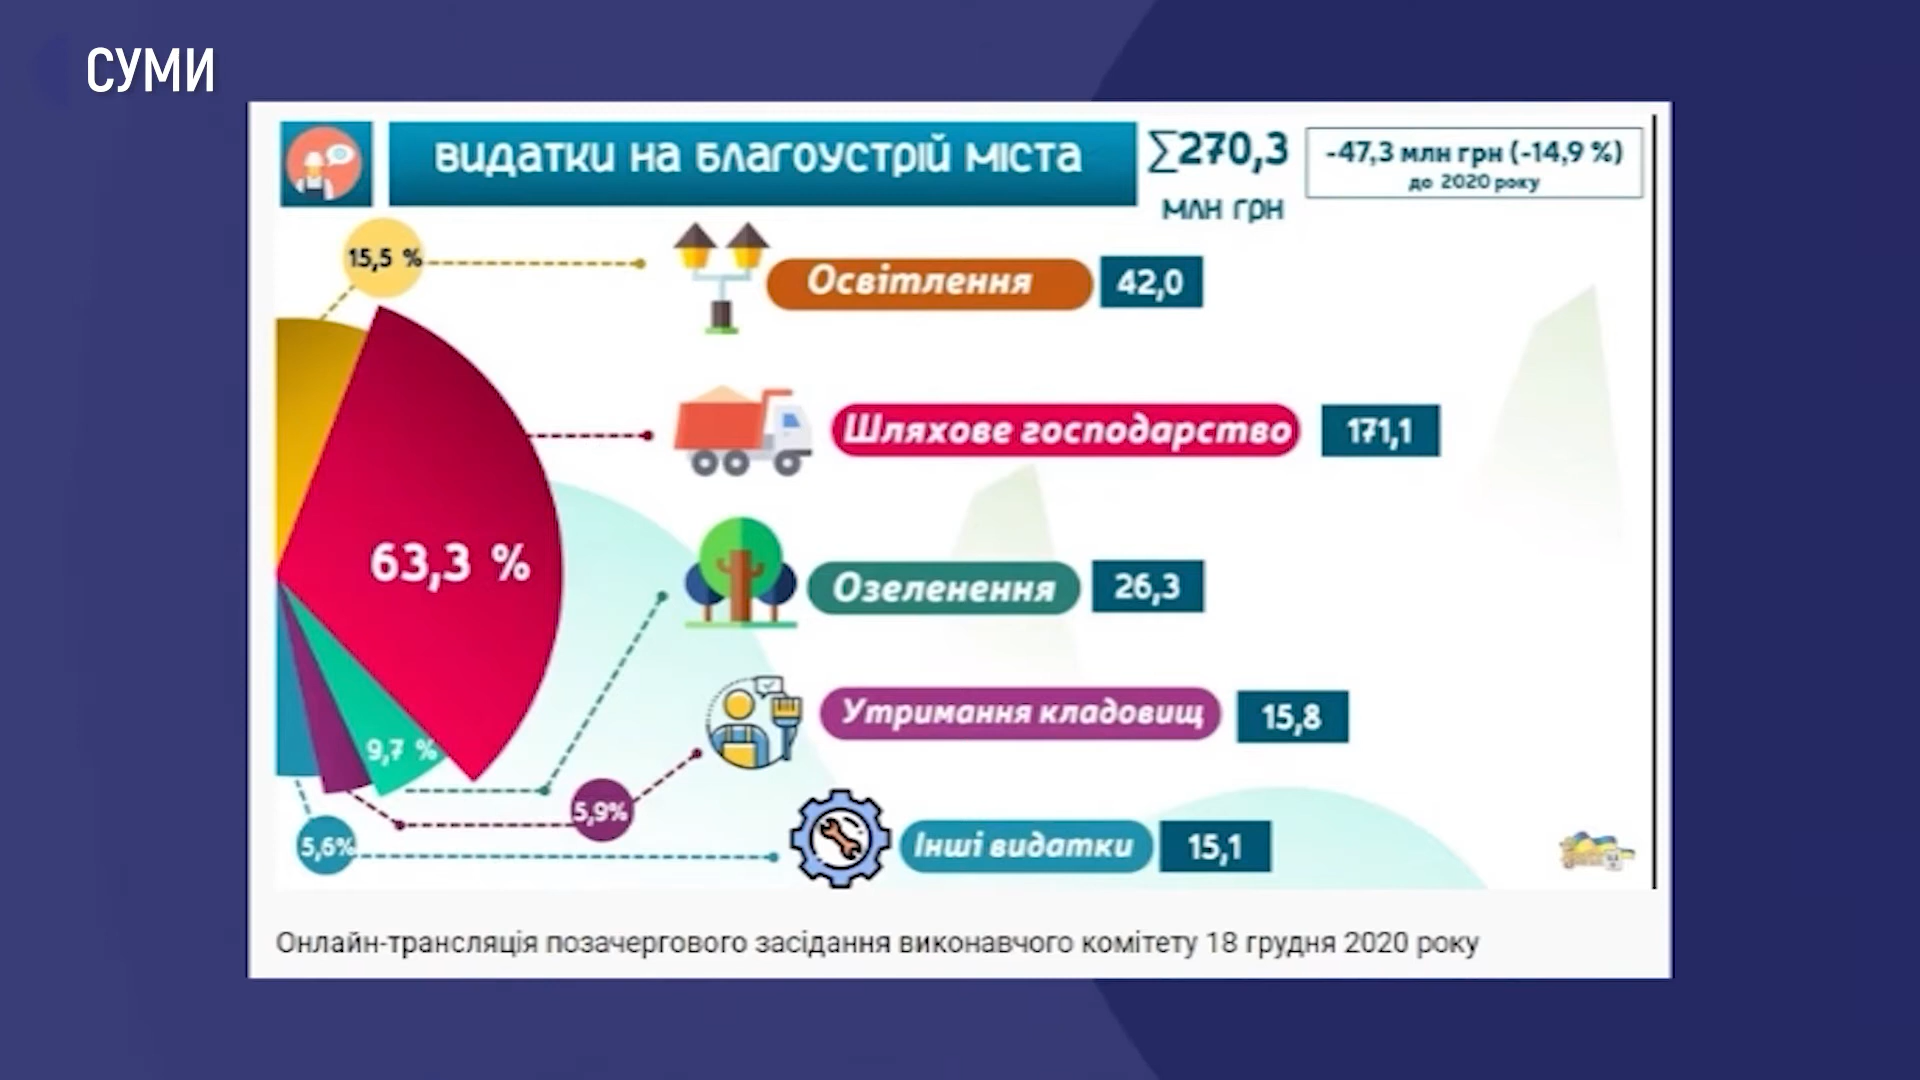 СУМИ
ВИДАТКИ НА БЛАГОУСТРІЙ МІСТА
∑270,3
МЛН ГРН
-47,3 млн грн (-14,9 %)
до 2020 року
15,5 %
Освітлення
42,0
Шляхове господарство
171,1
63,3 %
Озеленення
26,3
Утримання кладовищ
15,8
9,7 %
5,9%
5,6%
Інші видатки
15,1
Онлайн-трансляція позачергового засідання виконавчого комітету 18 грудня 2020 року